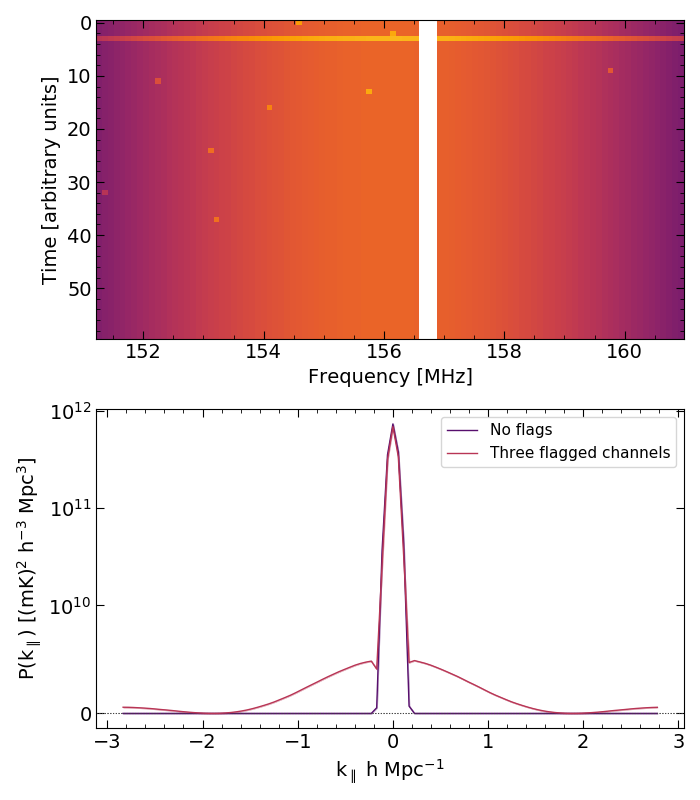 0
10
20
30
40
50
Time [arbitrary units]
152 154 156 158 160
Frequency [MHz]
10¹²
10¹¹
10¹⁰
0
P(k∥) [(mK)² h⁻³ Mpc³]
No flags
Three flagged channels
−3 −2 −1 0 1 2 3
k∥ h Mpc⁻¹